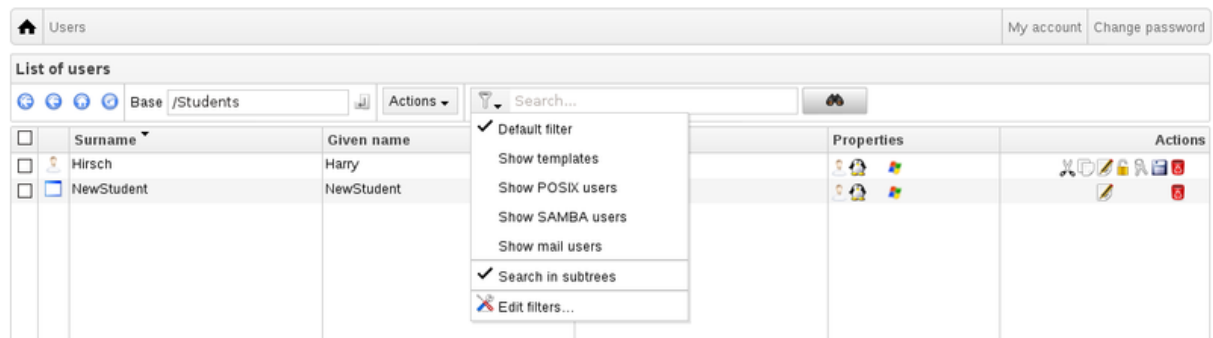 Users My account Change password
List of users
Base /Students Actions Search...
Surname Given name Properties Actions
Default filter
Show templates
Show POSIX users
Show SAMBA users
Show mail users
Search in subtrees
Edit filters...
Hirsch Harry
NewStudent NewStudent